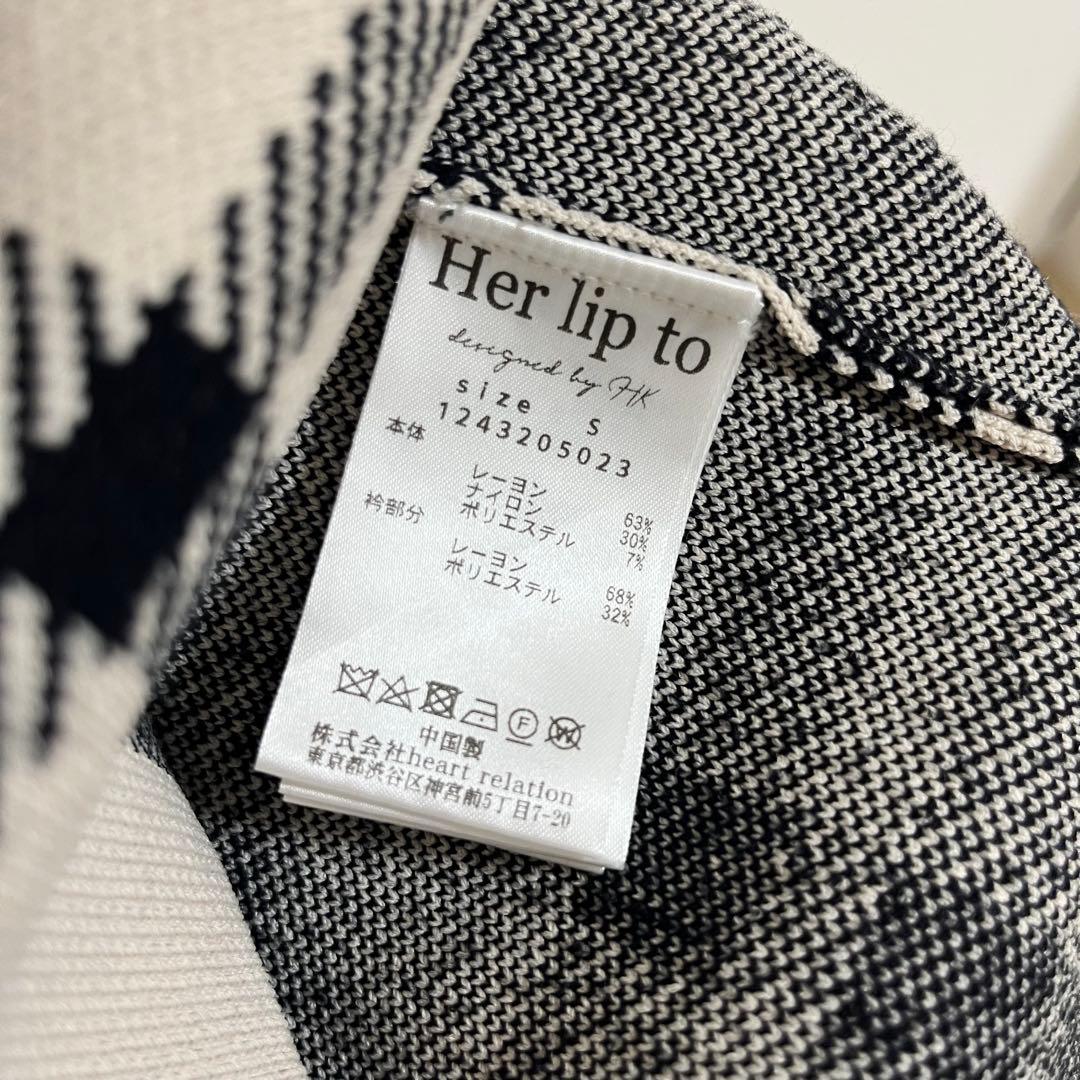 Her lip to
designed by HK
size S
1243205023
本体
レーヨン 63%
ナイロン 30%
ポリエステル 7%
衿部分
レーヨン 68%
ポリエステル 32%
F W
中国製
株式会社heart relation
東京都渋谷区神宮前5丁目7-20